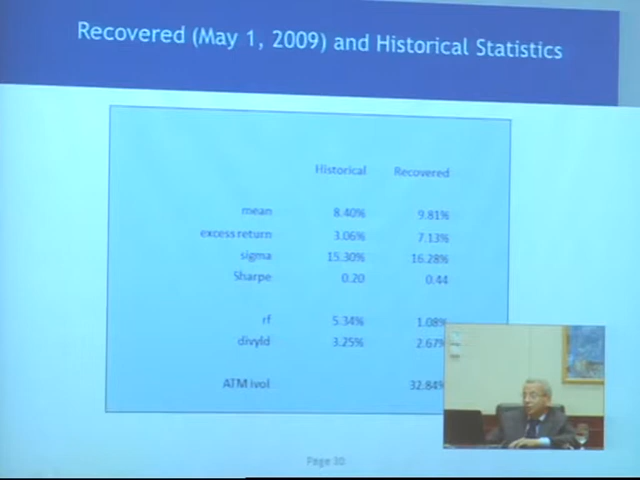 Recovered (May 1, 2009) and Historical Statistics
Historical Recovered
mean 8.40% 9.81%
excess return 3.06% 7.13%
sigma 15.30% 16.28%
Sharpe 0.20 0.44
rf 5.34% 1.08%
divyld 3.25% 2.67%
ATM ivol 32.84%
Page 30